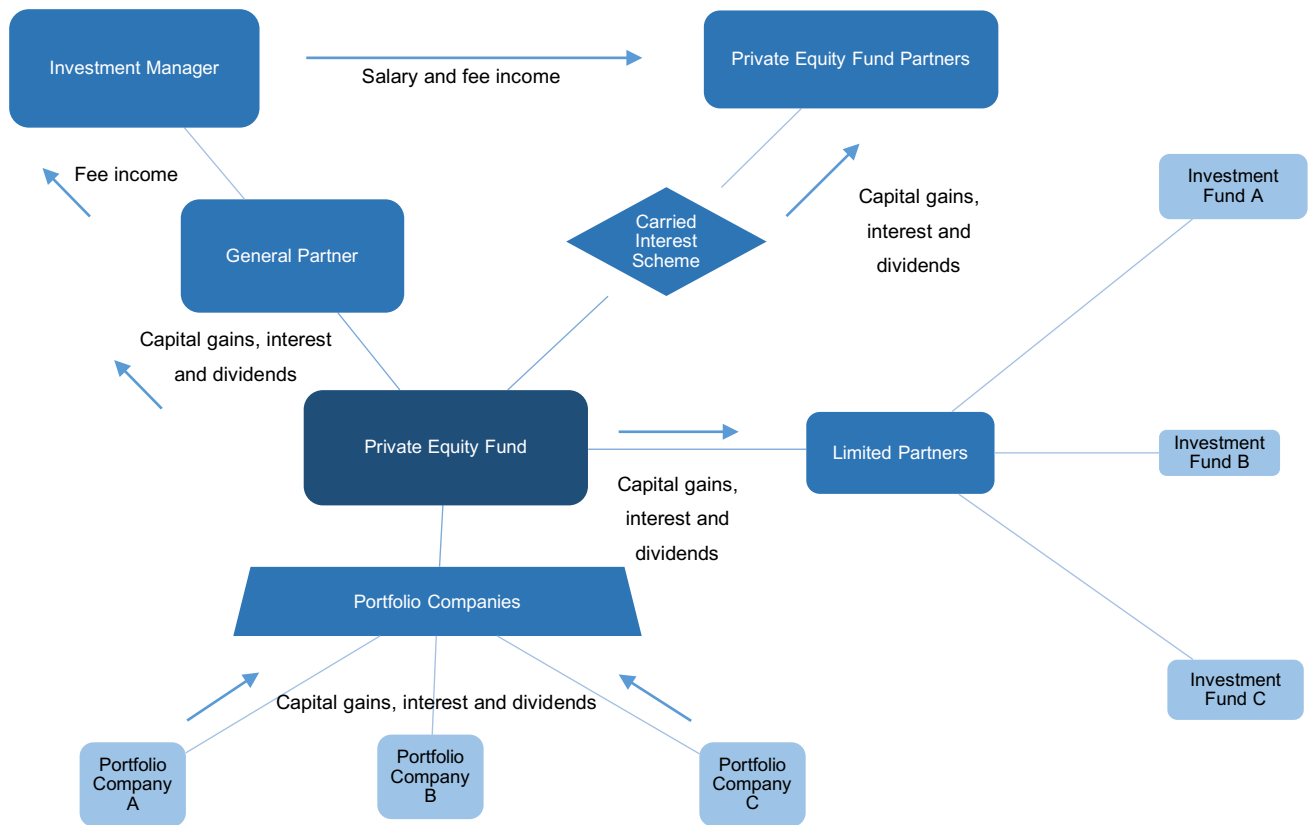 Investment Manager
Salary and fee income
Private Equity Fund Partners
Fee income
General Partner
Carried
Interest
Scheme
Capital gains,
interest and
dividends
Investment
Fund A
Capital gains, interest
and dividends
Private Equity Fund
Capital gains,
interest and
dividends
Limited Partners
Investment
Fund B
Portfolio Companies
Investment
Fund C
Capital gains, interest and dividends
Portfolio
Company
A
Portfolio
Company
B
Portfolio
Company
C